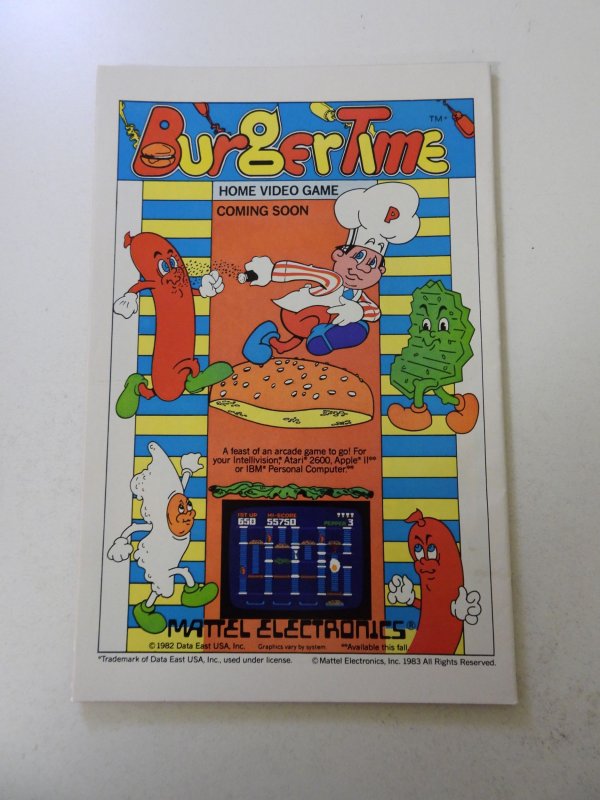 BurgerTime TM*
HOME VIDEO GAME
COMING SOON
P
A feast of an arcade game to go! For
your Intellivision,® Atari® 2600, Apple® II°°
or IBM® Personal Computer.°°
1ST UP HI-SCORE
650 55750 PEPPER 3
MATTEL ELECTRONICS®
© 1982 Data East USA, Inc. Graphics vary by system. °°Available this fall.
*Trademark of Data East USA, Inc., used under license. © Mattel Electronics, Inc. 1983 All Rights Reserved.